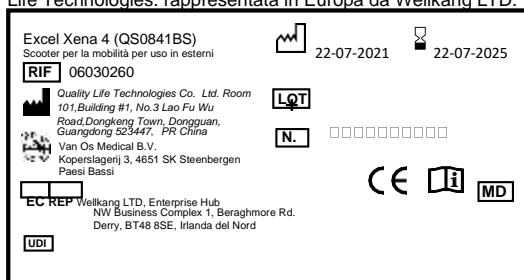 Life Technologies. rappresentata in Europa da Wellkang LTD.
Excel Xena 4 (QS0841BS)
Scooter per la mobilità per uso in esterni
22-07-2021
22-07-2025
RIF 06030260
Quality Life Technologies Co. Ltd. Room
101,Building #1, No.3 Lao Fu Wu
Road,Dongkeng Town, Dongguan,
Guangdong 523447, PR China
LOT
N.
Van Os Medical B.V.
Koperslagerij 3, 4651 SK Steenbergen
Paesi Bassi
CE
MD
EC REP Wellkang LTD, Enterprise Hub
NW Business Complex 1, Beraghmore Rd.
Derry, BT48 8SE, Irlanda del Nord
UDI